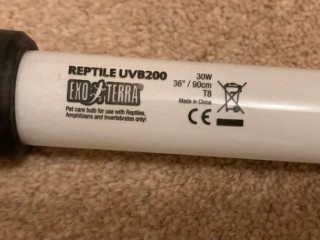 REPTILE UVB200
EXO TERRA
Pet care bulb for use with Reptiles,
Amphibians and Invertebrates only!
30W
36" / 90cm
T8
Made in China
CE